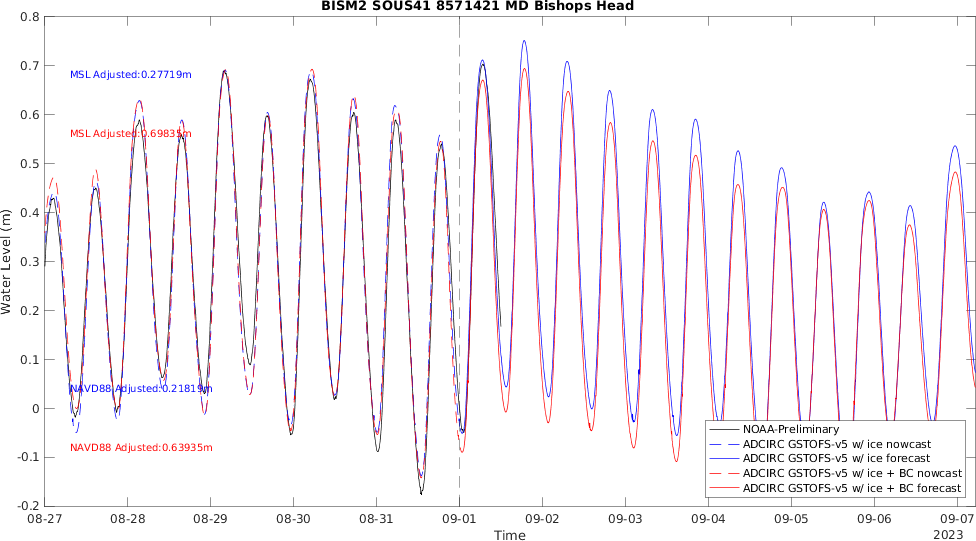 BISM2 SOUS41 8571421 MD Bishops Head
0.8
0.7
0.6
0.5
0.4
0.3
0.2
0.1
0
-0.1
-0.2
Water Level (m)
MSL Adjusted:0.27719m
MSL Adjusted:0.69835m
NAVD88 Adjusted:0.21819m
NAVD88 Adjusted:0.63935m
NOAA-Preliminary
ADCIRC GSTOFS-v5 w/ ice nowcast
ADCIRC GSTOFS-v5 w/ ice forecast
ADCIRC GSTOFS-v5 w/ ice + BC nowcast
ADCIRC GSTOFS-v5 w/ ice + BC forecast
08-27 08-28 08-29 08-30 08-31 09-01 09-02 09-03 09-04 09-05 09-06 09-07
Time
2023